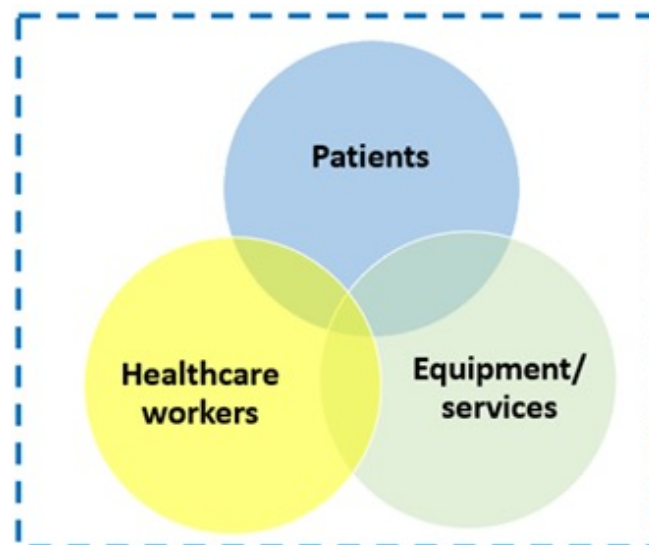 Patients
Healthcare
workers
Equipment/
services